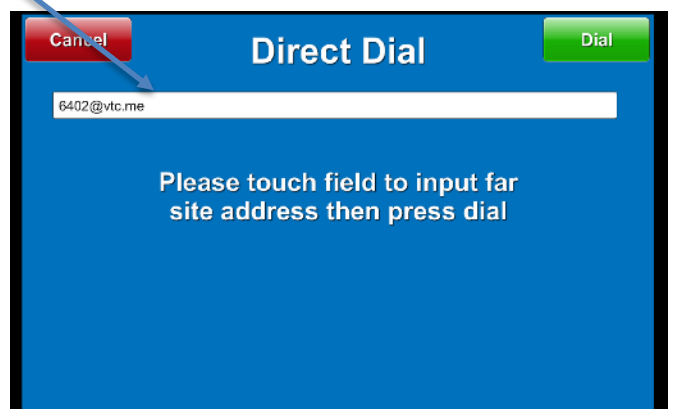 Cancel
Direct Dial
Dial
6402@vtc.me
Please touch field to input far
site address then press dial